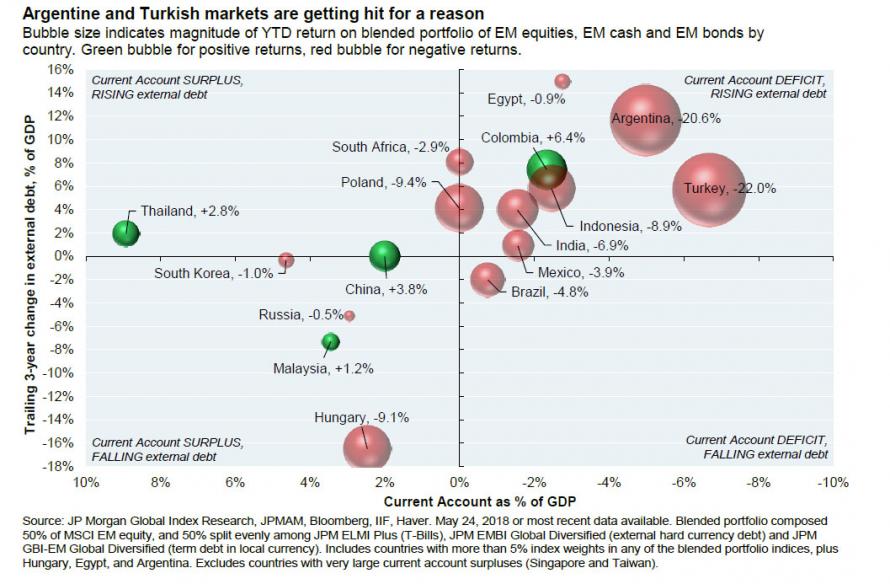 Argentine and Turkish markets are getting hit for a reason
Bubble size indicates magnitude of YTD return on blended portfolio of EM equities, EM cash and EM bonds by
country. Green bubble for positive returns, red bubble for negative returns.
Trailing 3-year change in external debt, % of GDP
16%
14%
12%
10%
8%
6%
4%
2%
0%
-2%
-4%
-6%
-8%
-10%
-12%
-14%
-16%
-18%
Current Account SURPLUS,
RISING external debt
Current Account DEFICIT,
RISING external debt
Egypt, -0.9%
Argentina, -20.6%
Colombia, +6.4%
South Africa, -2.9%
Poland, -9.4%
Turkey, -22.0%
Thailand, +2.8%
Indonesia, -8.9%
India, -6.9%
South Korea, -1.0%
Mexico, -3.9%
China, +3.8%
Brazil, -4.8%
Russia, -0.5%
Malaysia, +1.2%
Hungary, -9.1%
Current Account SURPLUS,
FALLING external debt
Current Account DEFICIT,
FALLING external debt
10%
8%
6%
4%
2%
0%
-2%
-4%
-6%
-8%
-10%
Current Account as % of GDP
Source: JP Morgan Global Index Research, JPMAM, Bloomberg, IIF, Haver. May 24, 2018 or most recent data available. Blended portfolio composed
50% of MSCI EM equity, and 50% split evenly among JPM ELMI Plus (T-Bills), JPM EMBI Global Diversified (external hard currency debt) and JPM
GBI-EM Global Diversified (term debt in local currency). Includes countries with more than 5% index weights in any of the blended portfolio indices, plus
Hungary, Egypt, and Argentina. Excludes countries with very large current account surpluses (Singapore and Taiwan).